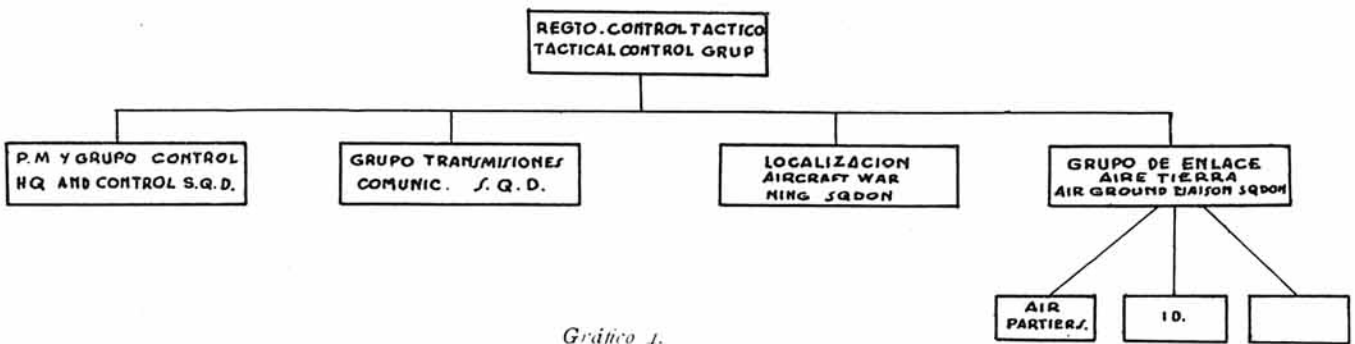 REGTO. CONTROL TACTICO
TACTICAL CONTROL GRUP
P.M Y GRUPO CONTROL
HQ AND CONTROL S.Q.D.
GRUPO TRANSMISIONES
COMUNIC. S.Q.D.
LOCALIZACION
AIRCRAFT WAR
NING SQDON
GRUPO DE ENLACE
AIRE TIERRA
AIR GROUND LIAISON SQDON
AIR
PARTIERS.
ID.
Gráfico 1.